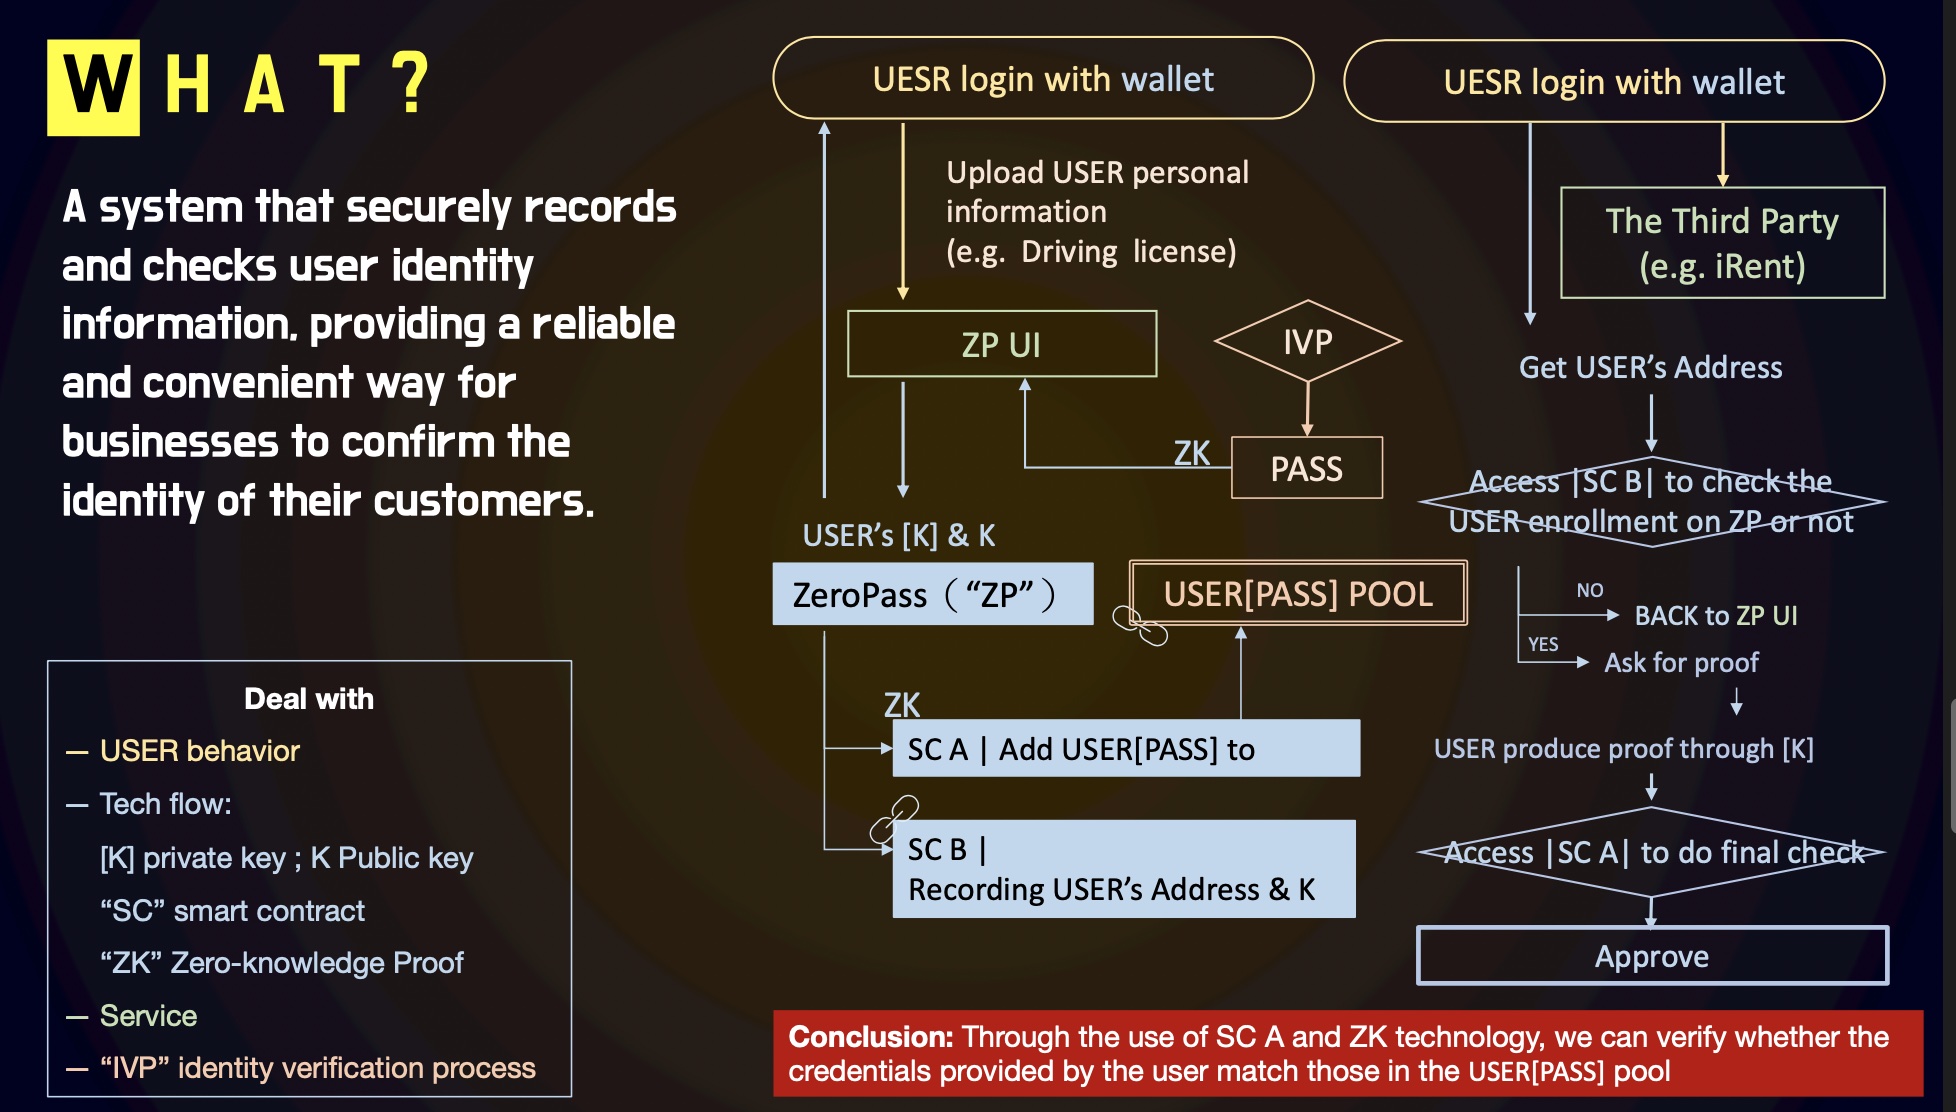 WHAT?
A system that securely records
and checks user identity
information, providing a reliable
and convenient way for
businesses to confirm the
identity of their customers.
Deal with
— USER behavior
— Tech flow:
[K] private key ; K Public key
“SC” smart contract
“ZK” Zero-knowledge Proof
— Service
— “IVP” identity verification process
UESR login with wallet
Upload USER personal
information
(e.g. Driving license)
ZP UI
IVP
PASS
ZK
USER’s [K] & K
ZeroPass（“ZP”）
USER[PASS] POOL
ZK
SC A | Add USER[PASS] to
SC B |
Recording USER’s Address & K
UESR login with wallet
The Third Party
(e.g. iRent)
Get USER’s Address
Access |SC B| to check the
USER enrollment on ZP or not
NO
BACK to ZP UI
YES
Ask for proof
USER produce proof through [K]
Access |SC A| to do final check
Approve
Conclusion: Through the use of SC A and ZK technology, we can verify whether the
credentials provided by the user match those in the USER[PASS] pool